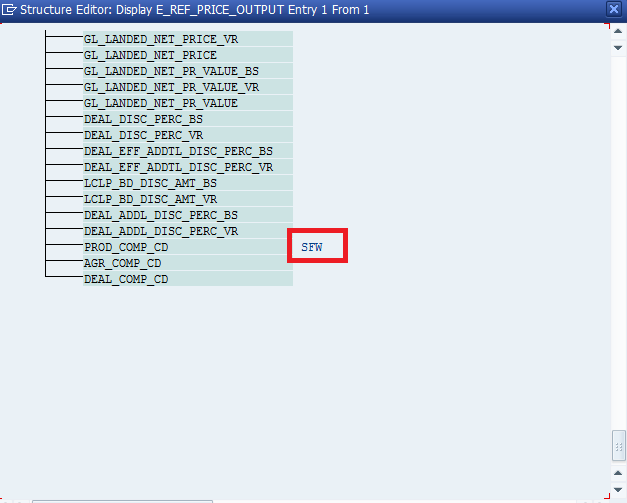 Structure Editor: Display E_REF_PRICE_OUTPUT Entry 1 From 1
GL_LANDED_NET_PRICE_VR
GL_LANDED_NET_PRICE
GL_LANDED_NET_PR_VALUE_BS
GL_LANDED_NET_PR_VALUE_VR
GL_LANDED_NET_PR_VALUE
DEAL_DISC_PERC_BS
DEAL_DISC_PERC_VR
DEAL_EFF_ADDTL_DISC_PERC_BS
DEAL_EFF_ADDTL_DISC_PERC_VR
LCLP_BD_DISC_AMT_BS
LCLP_BD_DISC_AMT_VR
DEAL_ADDL_DISC_PERC_BS
DEAL_ADDL_DISC_PERC_VR
PROD_COMP_CD SFW
AGR_COMP_CD
DEAL_COMP_CD